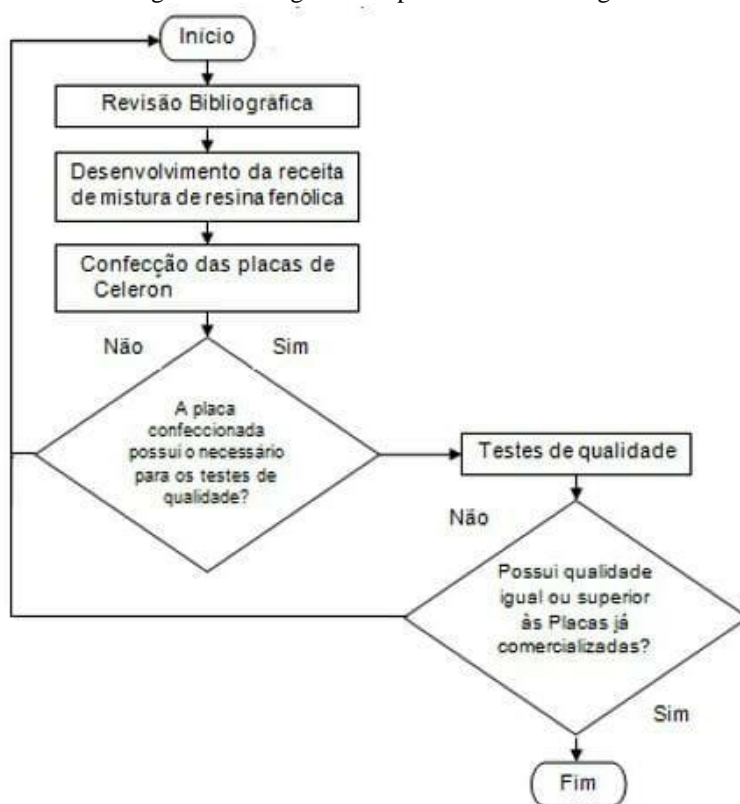 Início
Revisão Bibliográfica
Desenvolvimento da receita
de mistura de resina fenólica
Confecção das placas de
Celeron
Não
Sim
A placa
confeccionada
possui o necessário
para os testes de
qualidade?
Testes de qualidade
Não
Possui qualidade
igual ou superior
às Placas já
comercializadas?
Sim
Fim